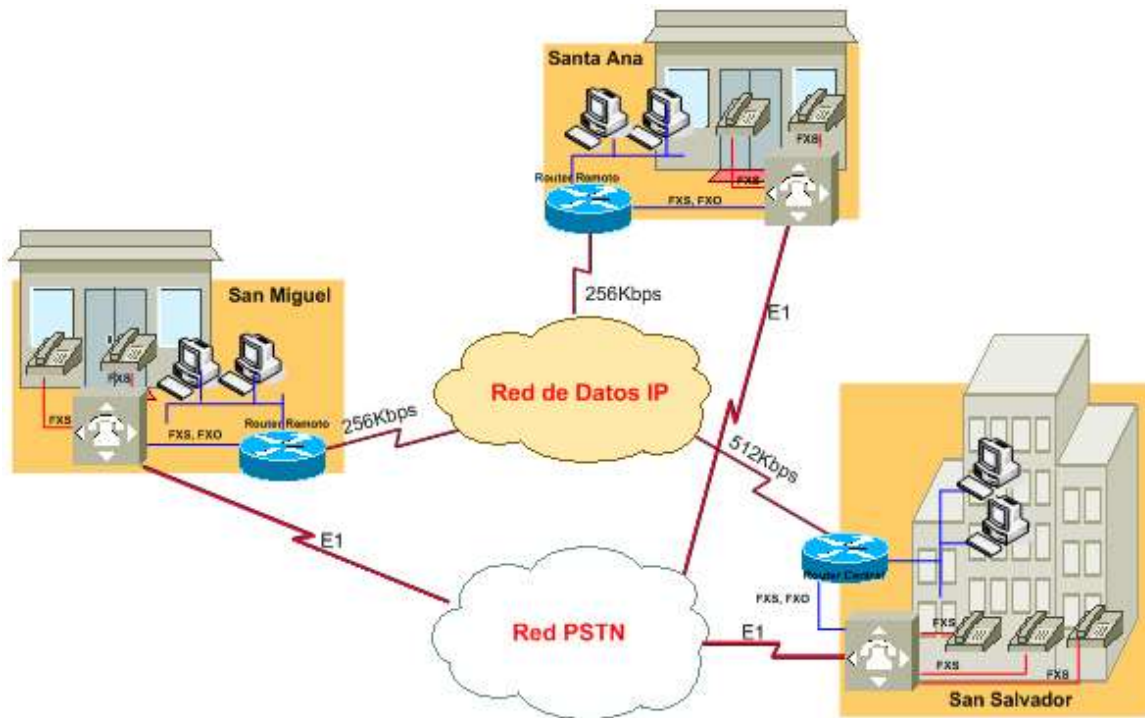 Santa Ana
FXS
FXS
FXS
Router Remoto
FXS, FXO
256Kbps
E1
San Miguel
FXS
FXS
Router Remoto
FXS, FXO
256Kbps
Red de Datos IP
512Kbps
E1
Router Central
FXS, FXO
Red PSTN
E1
FXS
FXS
FXS
San Salvador